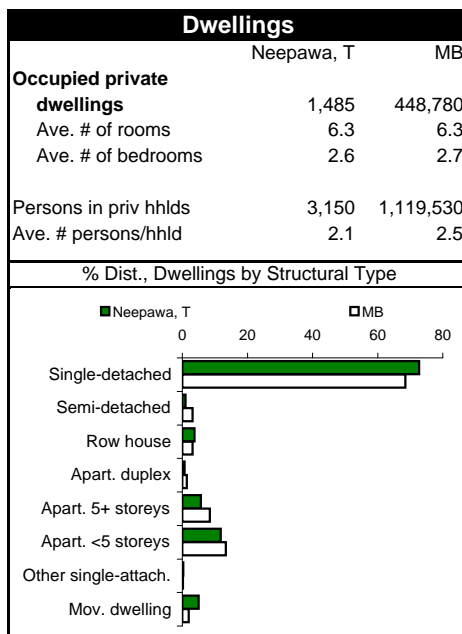 Dwellings
Neepawa, T MB
Occupied private
dwellings 1,485 448,780
Ave. # of rooms 6.3 6.3
Ave. # of bedrooms 2.6 2.7
Persons in priv hhlds 3,150 1,119,530
Ave. # persons/hhld 2.1 2.5
% Dist., Dwellings by Structural Type
Neepawa, T MB
0 20 40 60 80
Single-detached
Semi-detached
Row house
Apart. duplex
Apart. 5+ storeys
Apart. <5 storeys
Other single-attach.
Mov. dwelling